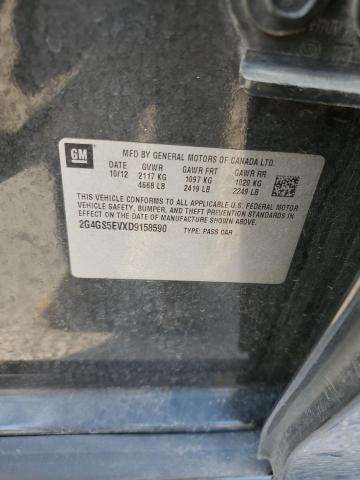 GM
MFD BY GENERAL MOTORS OF CANADA LTD.
DATE GVWR GAWR FRT GAWR RR
10/12 2117 KG 1097 KG 1020 KG
4668 LB 2419 LB 2249 LB
THIS VEHICLE CONFORMS TO ALL APPLICABLE U.S. FEDERAL MOTOR
VEHICLE SAFETY, BUMPER, AND THEFT PREVENTION STANDARDS
IN EFFECT ON THE DATE OF MANUFACTURE SHOWN ABOVE.
2G4GS5EVXD9158590 TYPE: PASS CAR